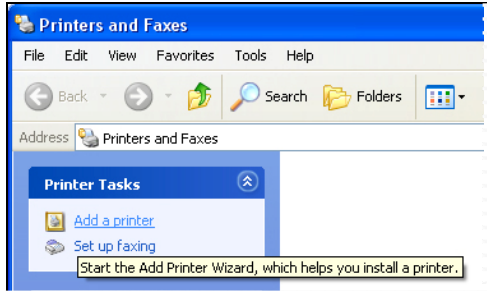 Printers and Faxes
File Edit View Favorites Tools Help
Back Search Folders
Address Printers and Faxes
Printer Tasks
Add a printer
Set up faxing
Start the Add Printer Wizard, which helps you install a printer.